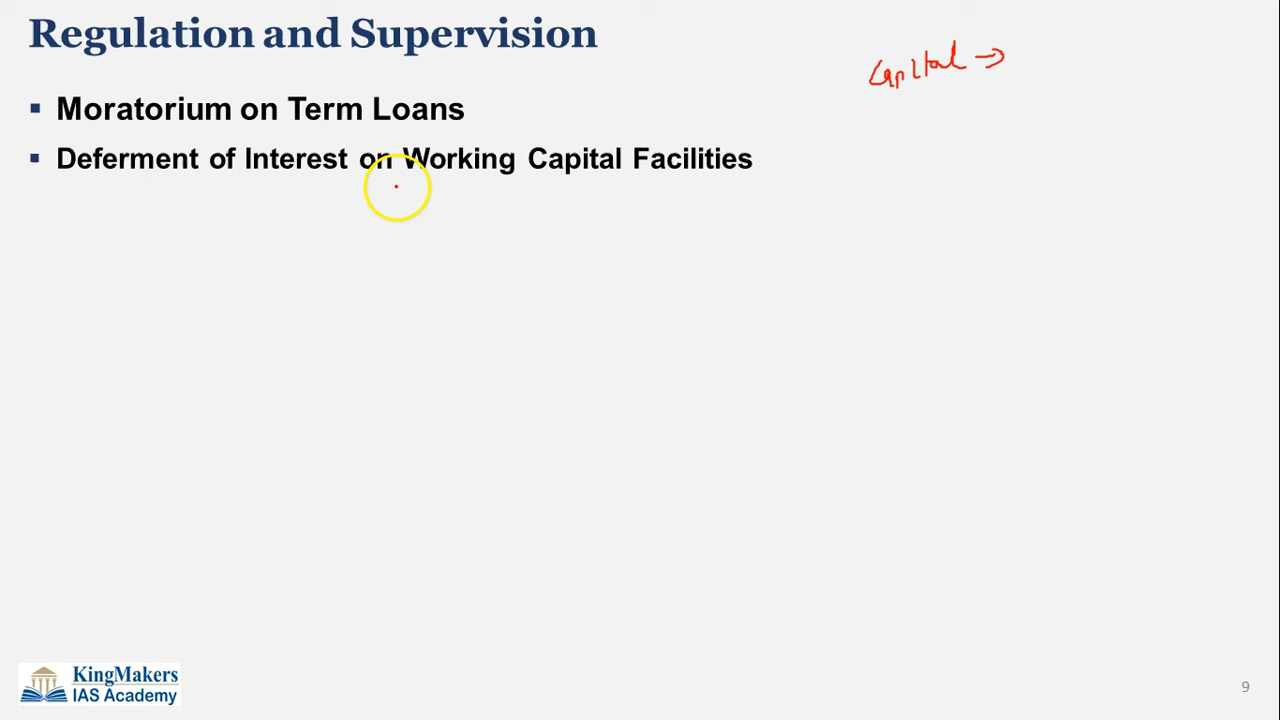 Regulation and Supervision
Capital →
▪ Moratorium on Term Loans
▪ Deferment of Interest on Working Capital Facilities
KingMakers
IAS Academy
9